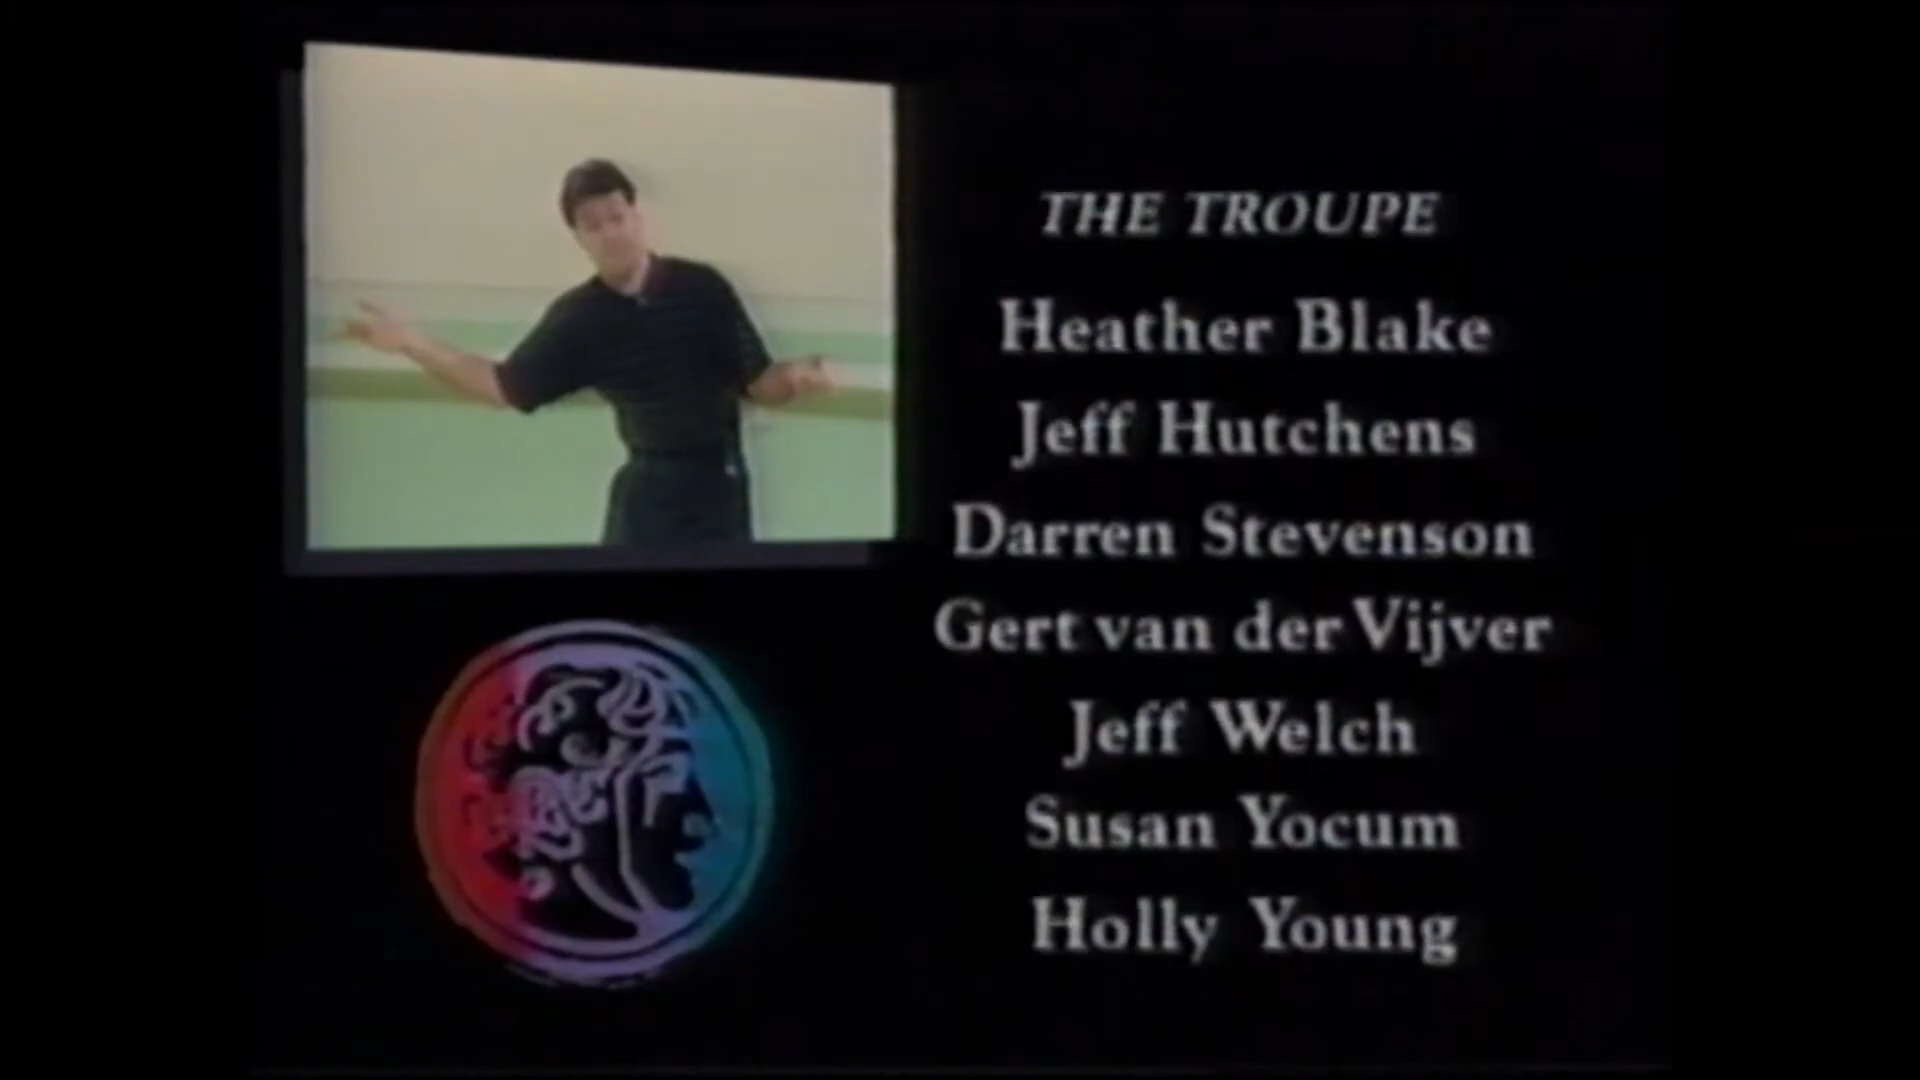 THE TROUPE
Heather Blake
Jeff Hutchens
Darren Stevenson
Gert van der Vijver
Jeff Welch
Susan Yocum
Holly Young